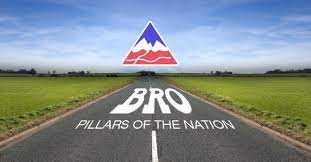 BRO
PILLARS OF THE NATION